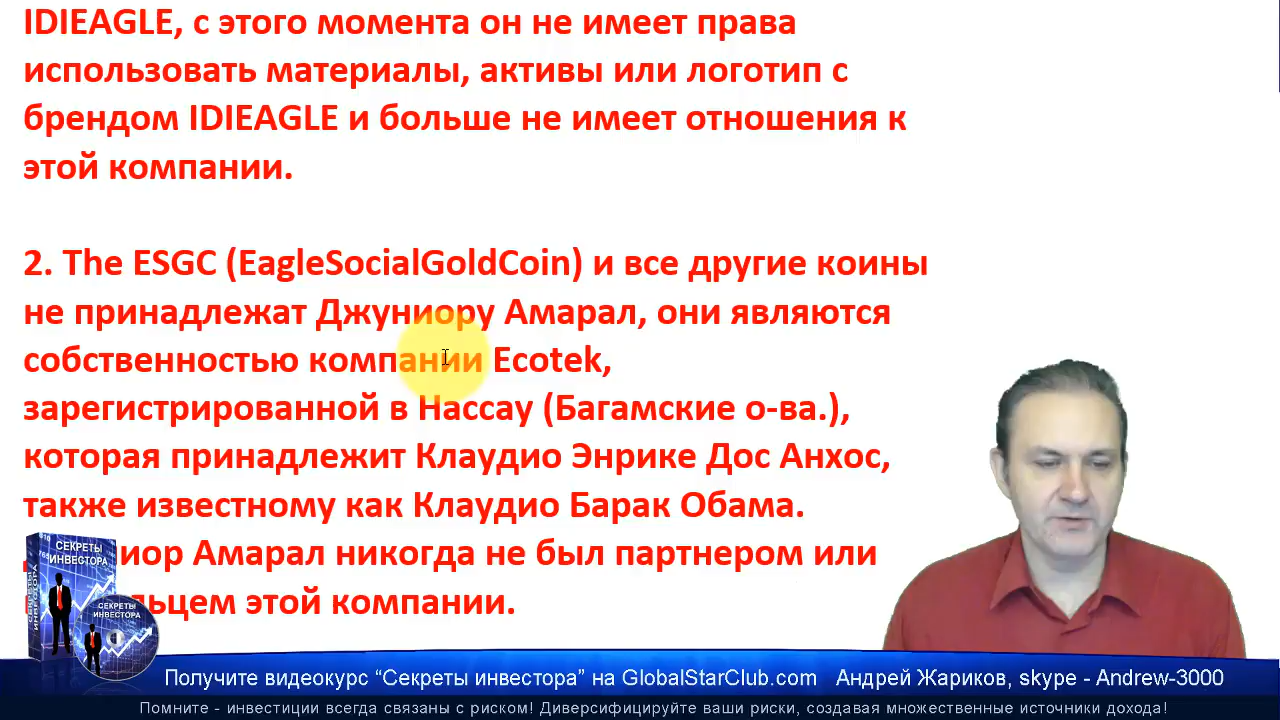 IDIEAGLE, с этого момента он не имеет права
использовать материалы, активы или логотип с
брендом IDIEAGLE и больше не имеет отношения к
этой компании.
2. The ESGC (EagleSocialGoldCoin) и все другие коины
не принадлежат Джуниору Амарал, они являются
собственностью компании Ecotek,
зарегистрированной в Нассау (Багамские о-ва.),
которая принадлежит Клаудио Энрике Дос Анхос,
также известному как Клаудио Барак Обама.
иор Амарал никогда не был партнером или
льцем этой компании.
СЕКРЕТЫ
ИНВЕСТОРА
СЕКРЕТЫ ИНВЕСТОРА
СЕКРЕТЫ
ИНВЕСТОРА
Получите видеокурс “Секреты инвестора” на GlobalStarClub.com Андрей Жариков, skype - Andrew-3000
Помните - инвестиции всегда связаны с риском! Диверсифицируйте ваши риски, создавая множественные источники дохода!